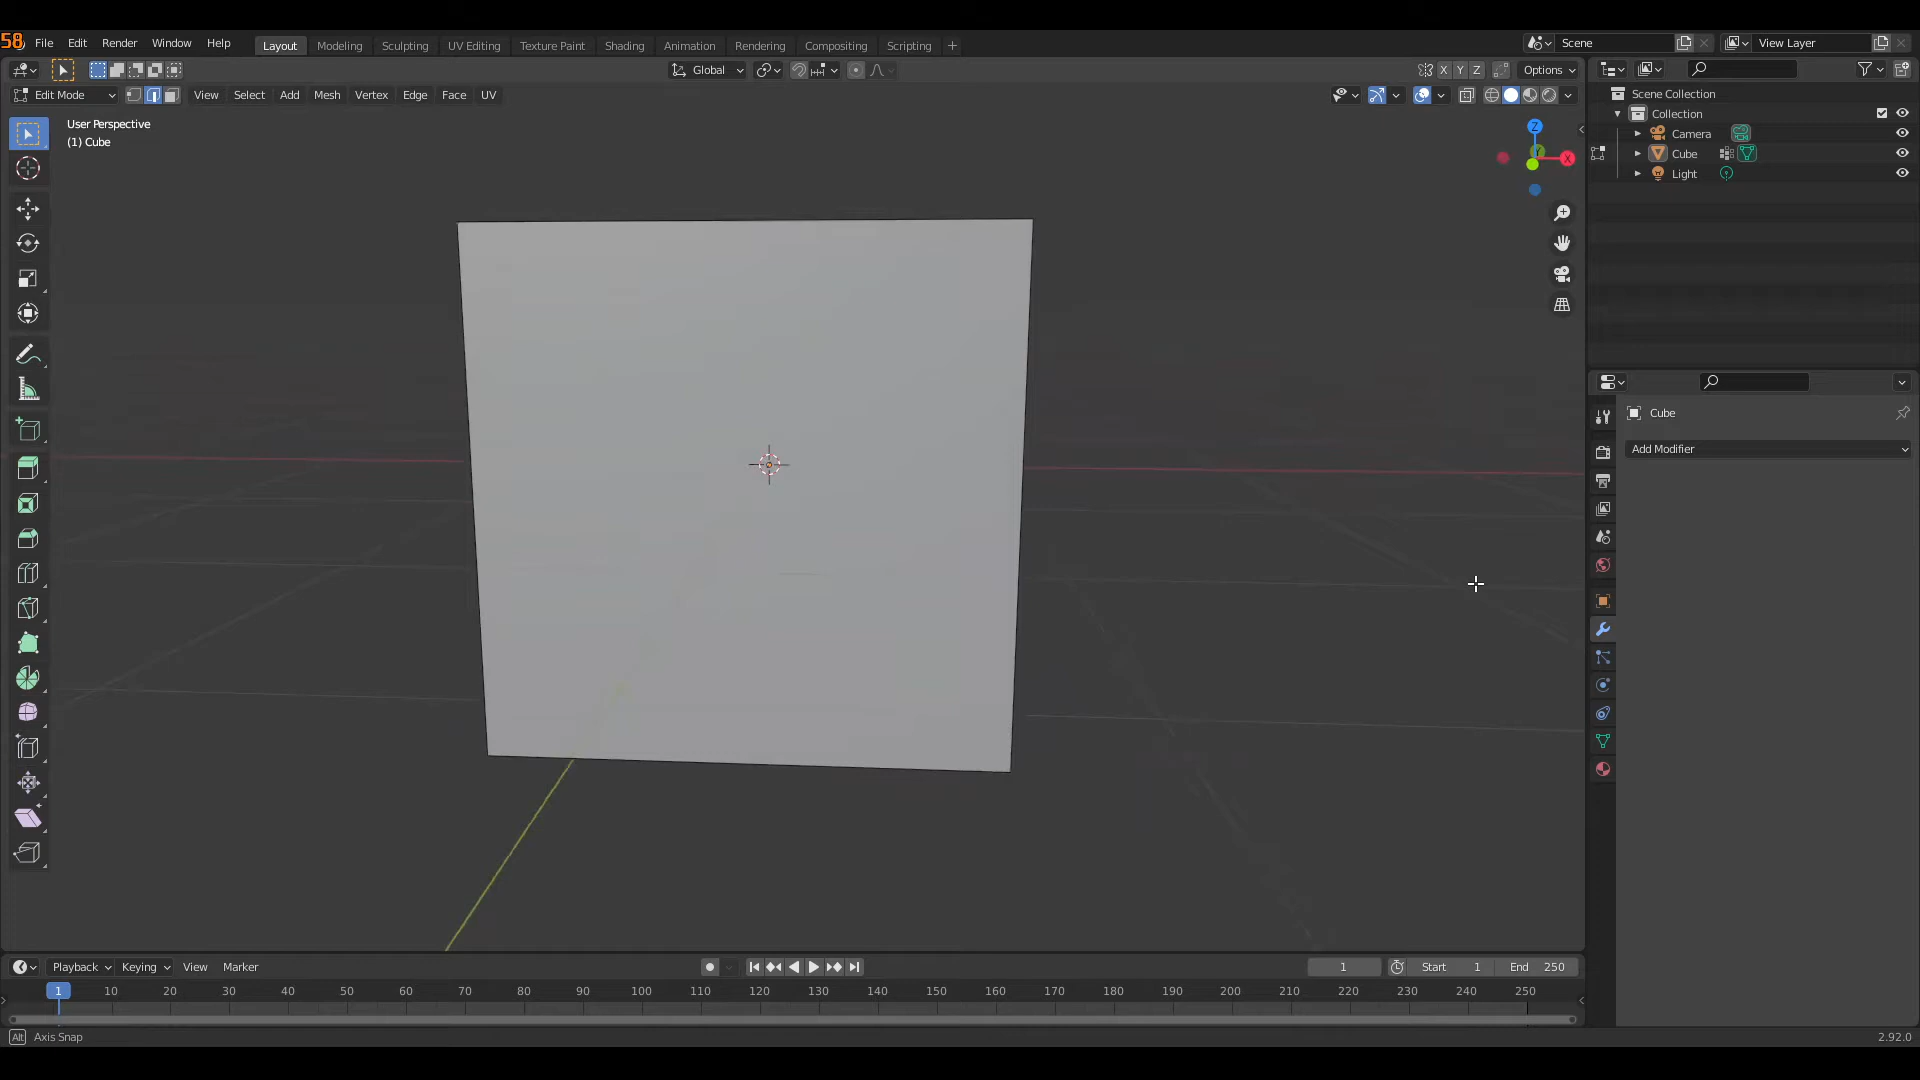 58
File Edit Render Window Help Layout Modeling Sculpting UV Editing Texture Paint Shading Animation Rendering Compositing Scripting + Scene View Layer
Global X Y Z Options
Edit Mode View Select Add Mesh Vertex Edge Face UV
User Perspective
(1) Cube
Z
Y
X
Scene Collection
Collection
Camera
Cube
Light
Cube
Add Modifier
Playback Keying View Marker 1 Start 1 End 250
1 10 20 30 40 50 60 70 80 90 100 110 120 130 140 150 160 170 180 190 200 210 220 230 240 250
Alt Axis Snap 2.92.0